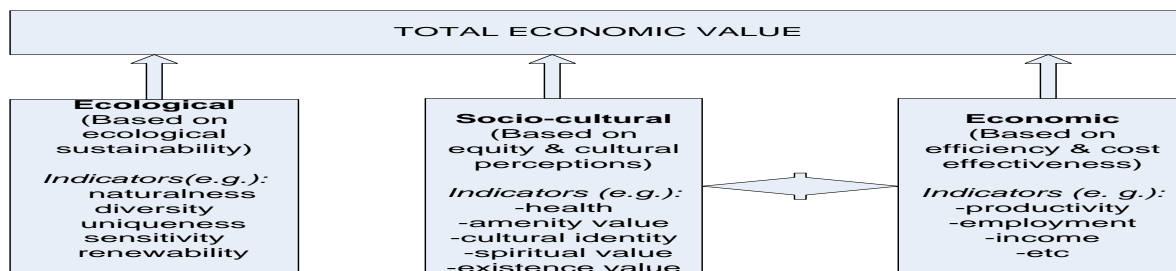 TOTAL ECONOMIC VALUE
Ecological
(Based on
ecological
sustainability)
Indicators(e.g.):
naturalness
diversity
uniqueness
sensitivity
renewability
Socio-cultural
(Based on
equity & cultural
perceptions)
Indicators (e.g.):
-health
-amenity value
-cultural identity
-spiritual value
-existence value
Economic
(Based on
efficiency & cost
effectiveness)
Indicators (e. g.):
-productivity
-employment
-income
-etc